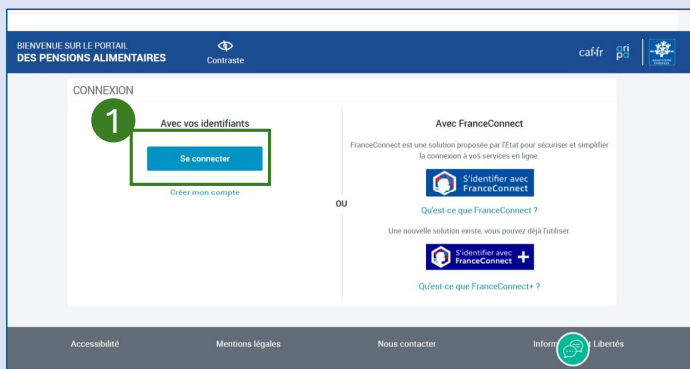 BIENVENUE SUR LE PORTAIL
DES PENSIONS ALIMENTAIRES
Contraste
caf.fr
CONNEXION
1
Avec vos identifiants
Se connecter
Créer mon compte
OU
Avec FranceConnect
FranceConnect est une solution proposée par l'État pour sécuriser et simplifier
la connexion à vos services en ligne.
S'identifier avec
FranceConnect
Qu'est-ce que FranceConnect ?
Une nouvelle solution existe, vous pouvez déjà l'utiliser.
S'identifier avec
FranceConnect +
Qu'est-ce que FranceConnect+ ?
Accessibilité
Mentions légales
Nous contacter
Libertés